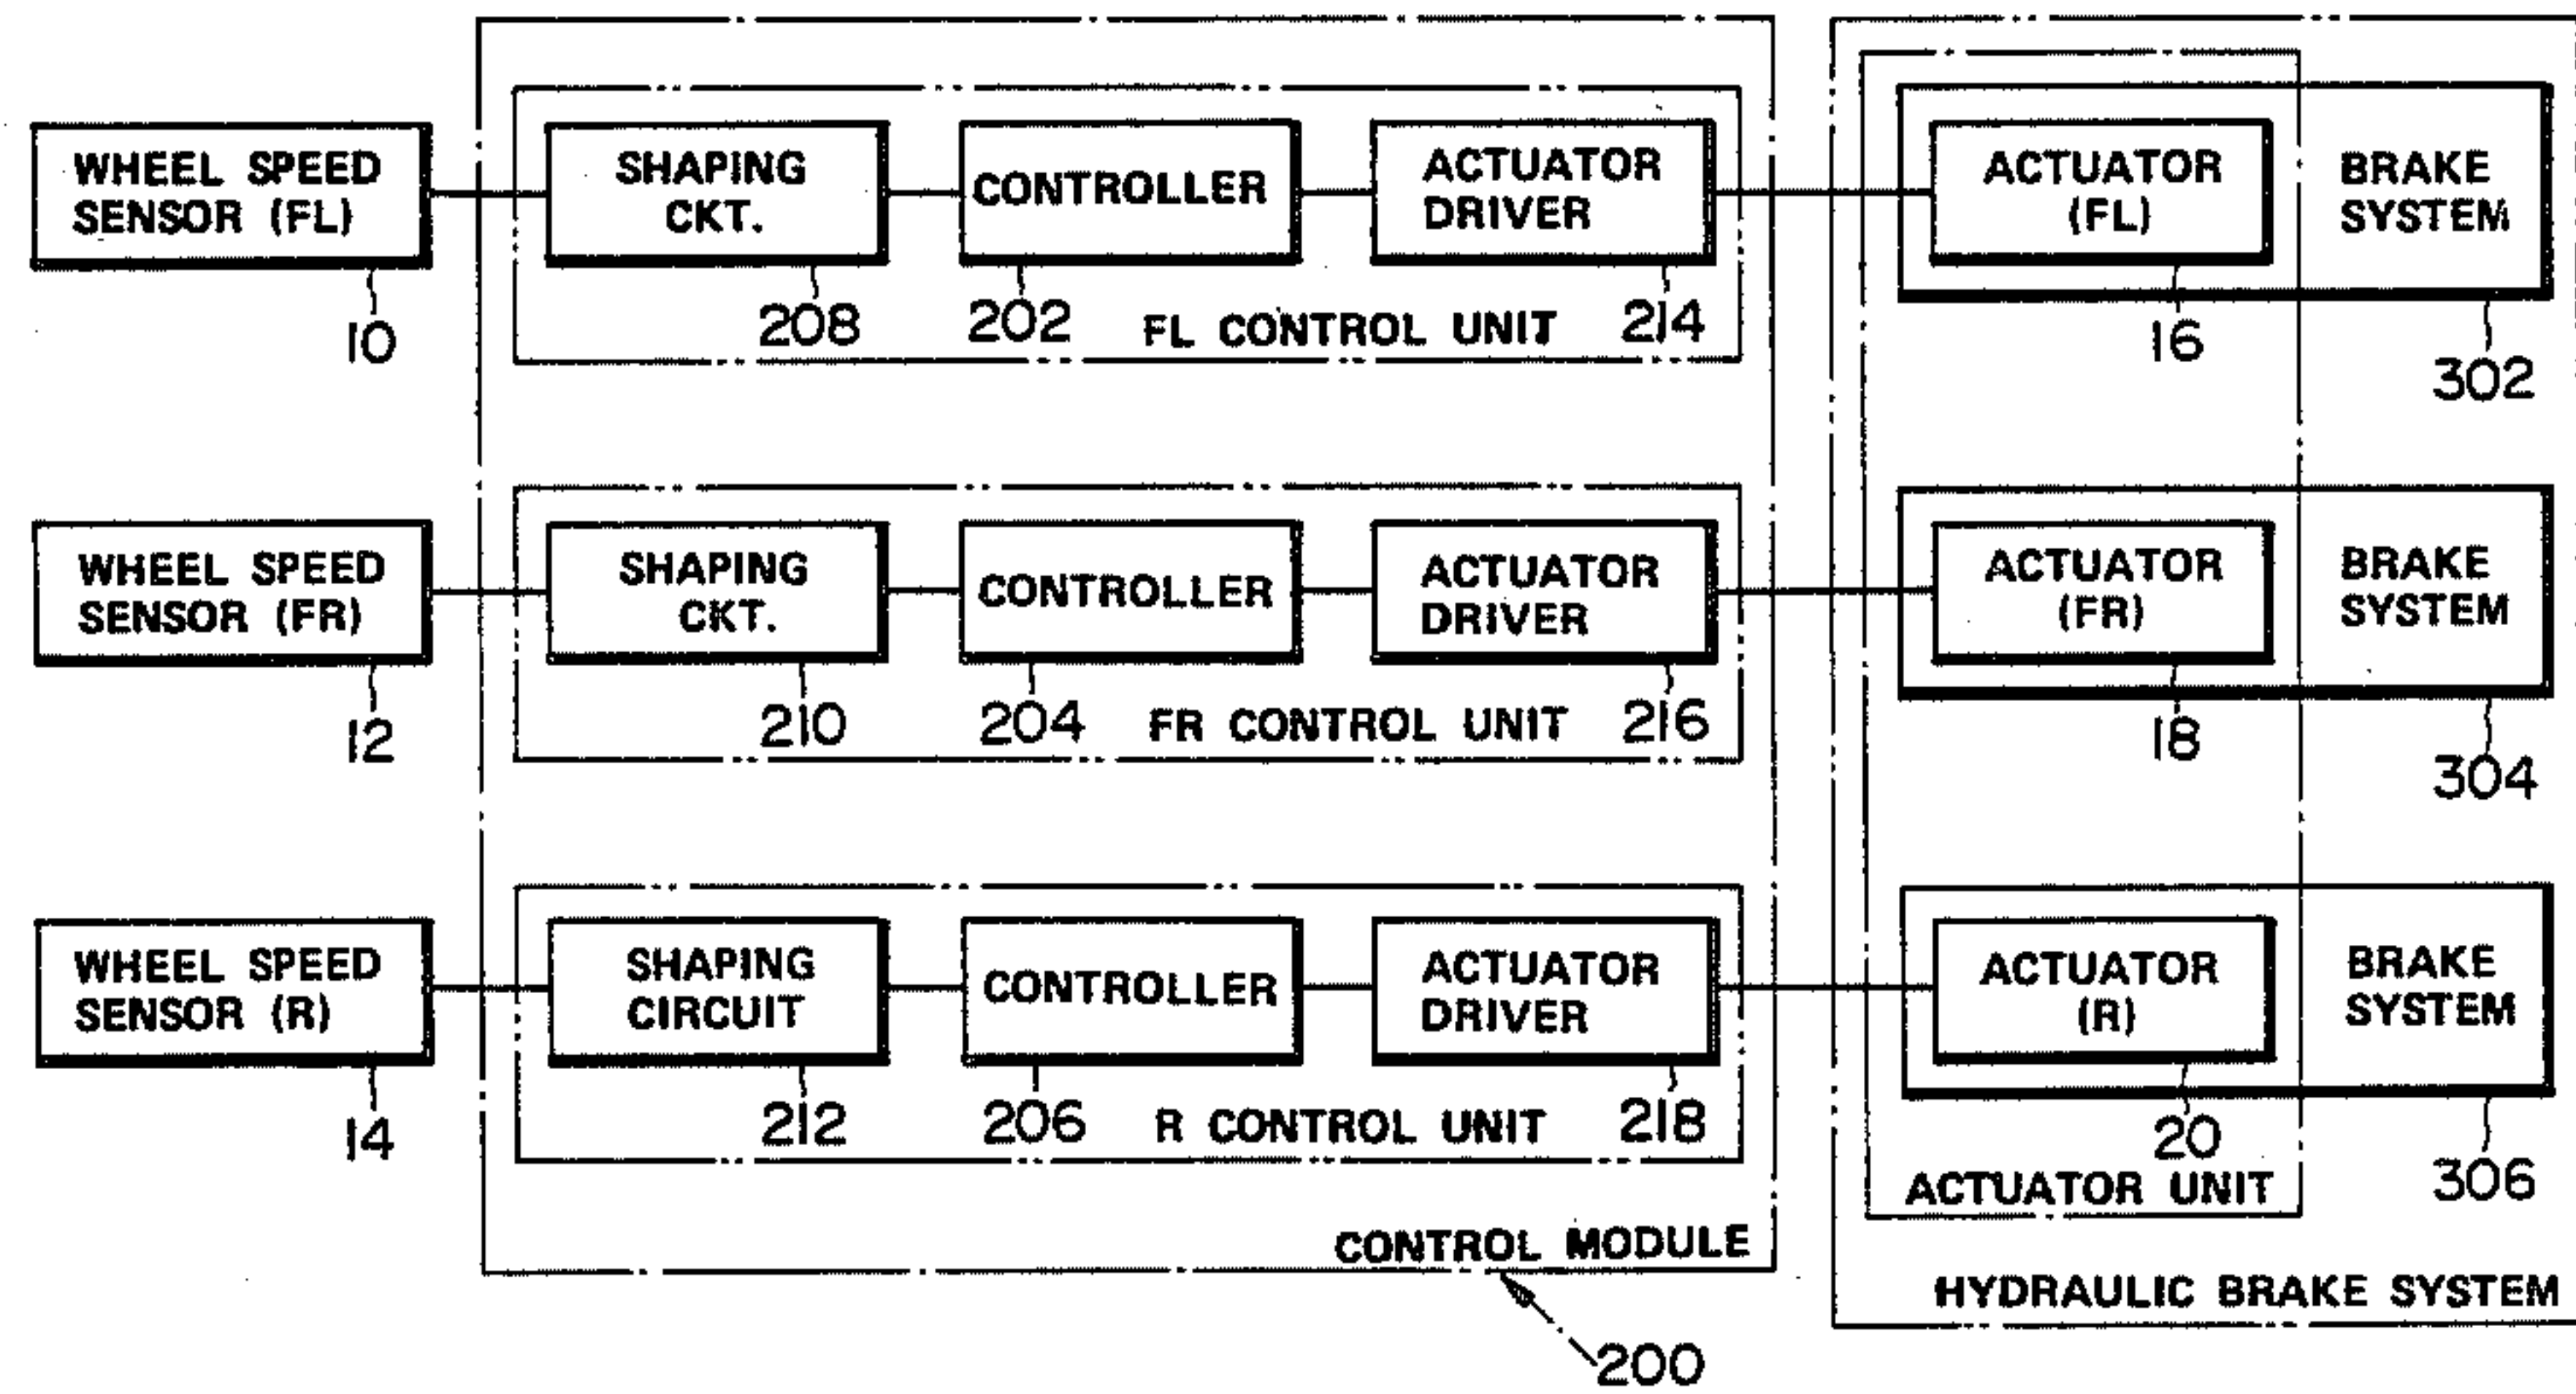 WHEEL SPEED
SENSOR (FL)
10
SHAPING
CKT.
208
CONTROLLER
202
ACTUATOR
DRIVER
214
FL CONTROL UNIT
ACTUATOR
(FL)
16
BRAKE
SYSTEM
302
WHEEL SPEED
SENSOR (FR)
12
SHAPING
CKT.
210
CONTROLLER
204
ACTUATOR
DRIVER
216
FR CONTROL UNIT
ACTUATOR
(FR)
18
BRAKE
SYSTEM
304
WHEEL SPEED
SENSOR (R)
14
SHAPING
CIRCUIT
212
CONTROLLER
206
ACTUATOR
DRIVER
218
R CONTROL UNIT
ACTUATOR
(R)
20
BRAKE
SYSTEM
306
ACTUATOR UNIT
CONTROL MODULE
HYDRAULIC BRAKE SYSTEM
200